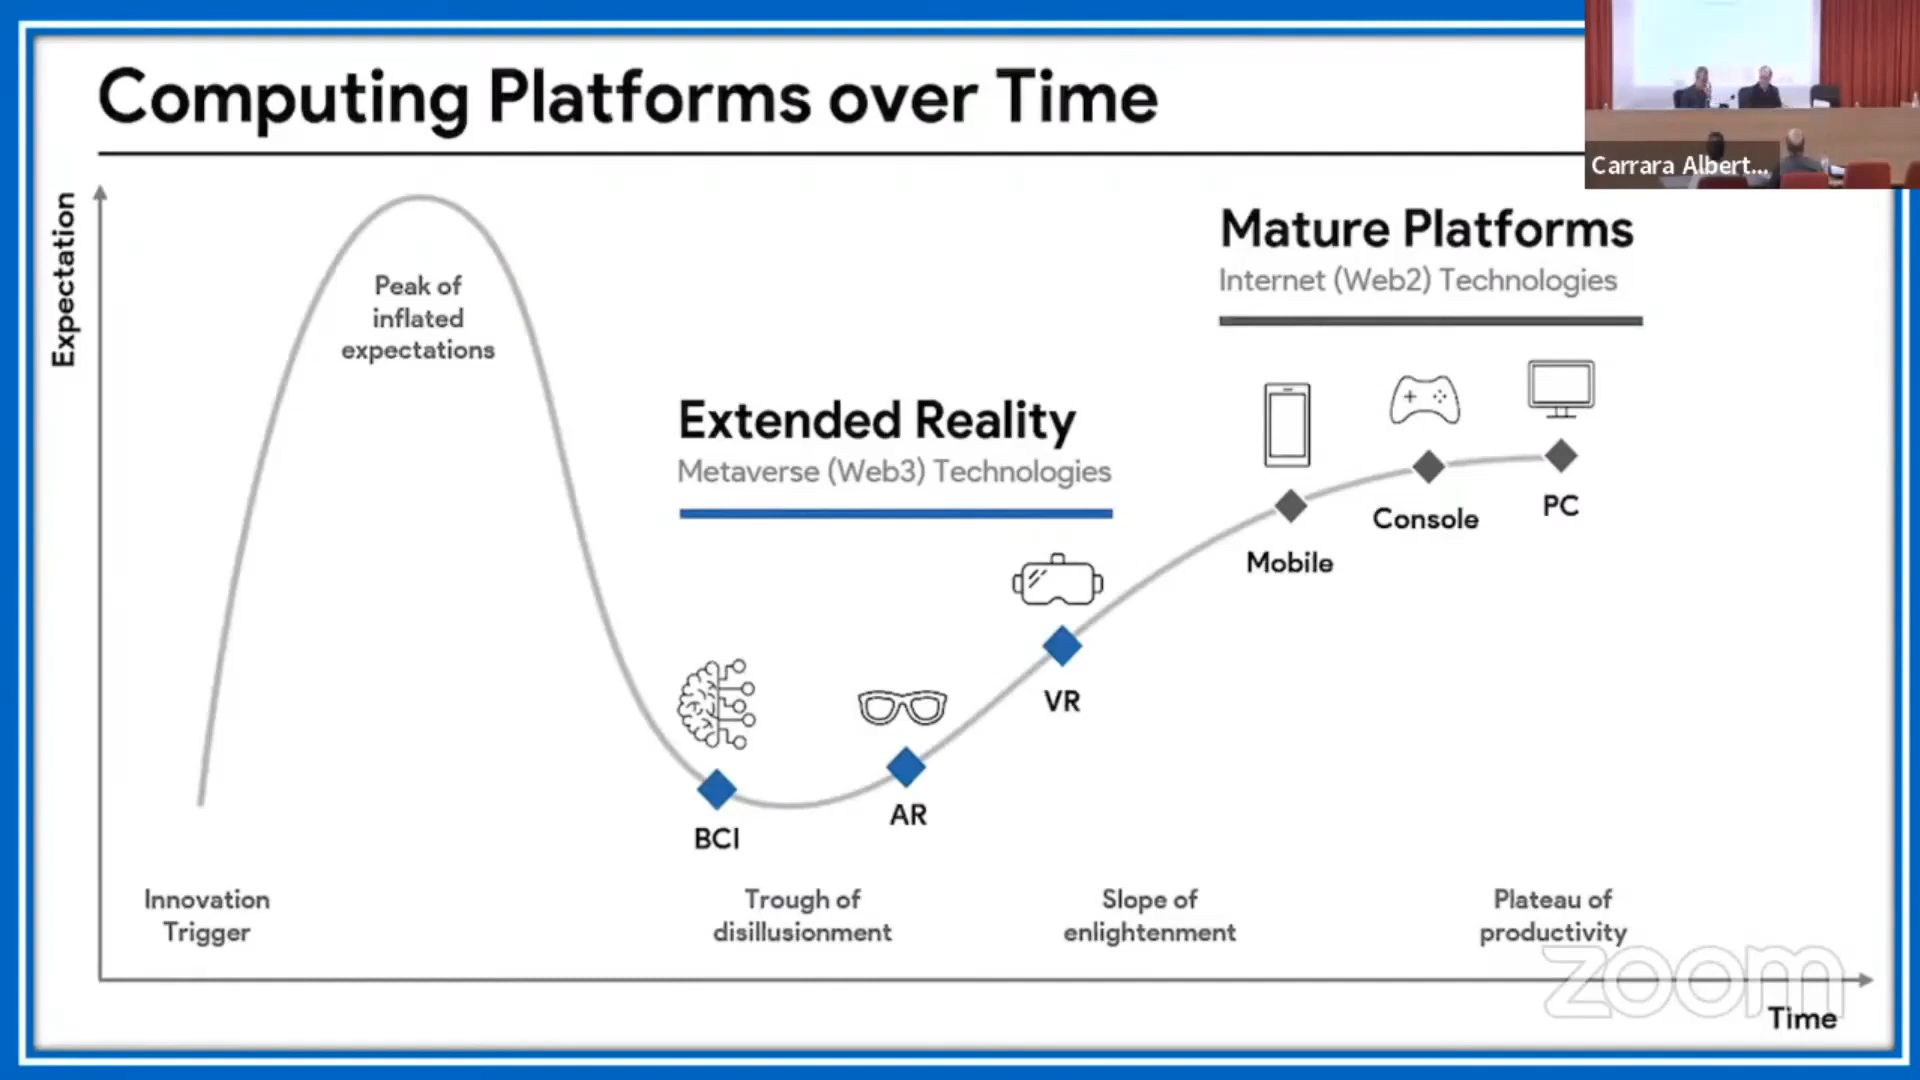 Computing Platforms over Time
Carrara Albert...
Expectation
Peak of
inflated
expectations
Mature Platforms
Internet (Web2) Technologies
Extended Reality
Metaverse (Web3) Technologies
Mobile
Console
PC
VR
AR
BCI
Innovation
Trigger
Trough of
disillusionment
Slope of
enlightenment
Plateau of
productivity
zoom
Time